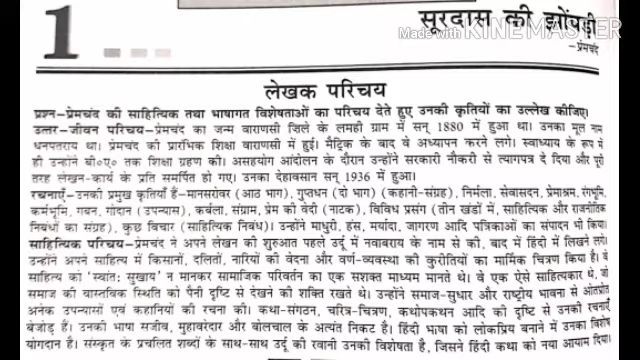 1
सूरदास की झोंपड़ी
Made with KINEMASTER
–प्रेमचंद
लेखक परिचय
प्रश्न–प्रेमचंद की साहित्यिक तथा भाषागत विशेषताओं का परिचय देते हुए उनकी कृतियों का उल्लेख कीजिए।
उत्तर–जीवन परिचय–प्रेमचंद का जन्म वाराणसी जिले के लमही ग्राम में सन् 1880 में हुआ था। उनका मूल नाम
धनपतराय था। प्रेमचंद की प्रारंभिक शिक्षा वाराणसी में हुई। मैट्रिक के बाद वे अध्यापन करने लगे। स्वाध्याय के रूप में
ही उन्होंने बी०ए० तक शिक्षा ग्रहण की। असहयोग आंदोलन के दौरान उन्होंने सरकारी नौकरी से त्यागपत्र दे दिया और पूरी
तरह लेखन-कार्य के प्रति समर्पित हो गए। उनका देहावसान सन् 1936 में हुआ।
रचनाएँ–उनकी प्रमुख कृतियाँ हैं–मानसरोवर (आठ भाग), गुप्तधन (दो भाग) (कहानी-संग्रह), निर्मला, सेवासदन, प्रेमाश्रम, रंगभूमि,
कर्मभूमि, गबन, गोदान (उपन्यास), कर्बला, संग्राम, प्रेम की वेदी (नाटक), विविध प्रसंग (तीन खंडों में, साहित्यिक और राजनीतिक
निबंधों का संग्रह), कुछ विचार (साहित्यिक निबंध)। उन्होंने माधुरी, हंस, मर्यादा, जागरण आदि पत्रिकाओं का संपादन भी किया।
साहित्यिक परिचय–प्रेमचंद ने अपने लेखन की शुरुआत पहले उर्दू में नवाबराय के नाम से की, बाद में हिंदी में लिखने लगे।
उन्होंने अपने साहित्य में किसानों, दलितों, नारियों की वेदना और वर्ण-व्यवस्था की कुरीतियों का मार्मिक चित्रण किया है। वे
साहित्य को 'स्वांतः सुखाय' न मानकर सामाजिक परिवर्तन का एक सशक्त माध्यम मानते थे। वे एक ऐसे साहित्यकार थे, जो
समाज की वास्तविक स्थिति को पैनी दृष्टि से देखने की शक्ति रखते थे। उन्होंने समाज-सुधार और राष्ट्रीय भावना से ओतप्रोत
अनेक उपन्यासों एवं कहानियों की रचना की। कथा-संगठन, चरित्र-चित्रण, कथोपकथन आदि की दृष्टि से उनकी रचनाएँ
बेजोड़ हैं। उनकी भाषा सजीव, मुहावरेदार और बोलचाल के अत्यंत निकट है। हिंदी भाषा को लोकप्रिय बनाने में उनका विशेष
योगदान है। संस्कृत के प्रचलित शब्दों के साथ-साथ उर्दू की रवानी उनकी विशेषता है, जिसने हिंदी कथा को नया आयाम दिया।